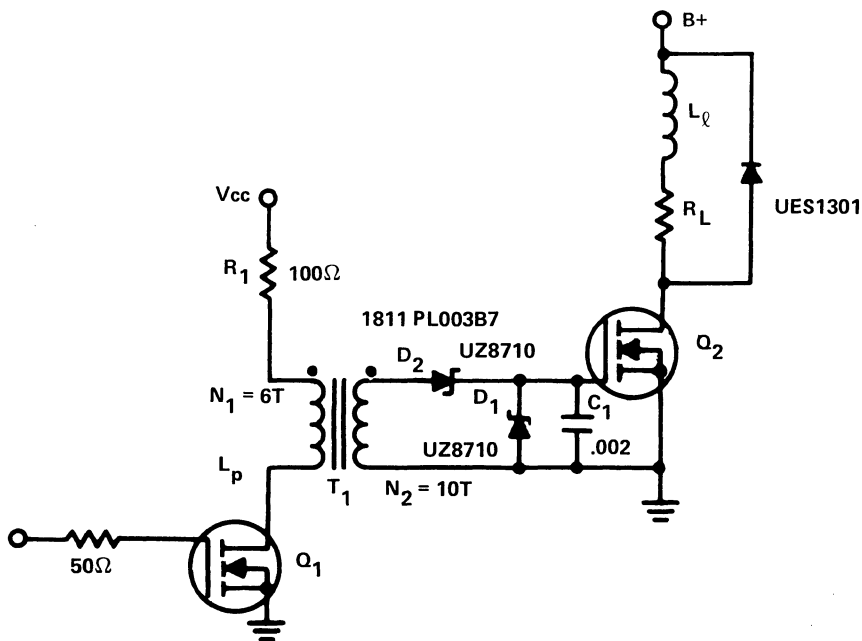 B+
Lℓ
Vcc
RL
UES1301
R1
100Ω
1811 PL003B7
D2
UZ8710
Q2
N1 = 6T
D1
C1
UZ8710
.002
Lp
T1
N2 = 10T
50Ω
Q1